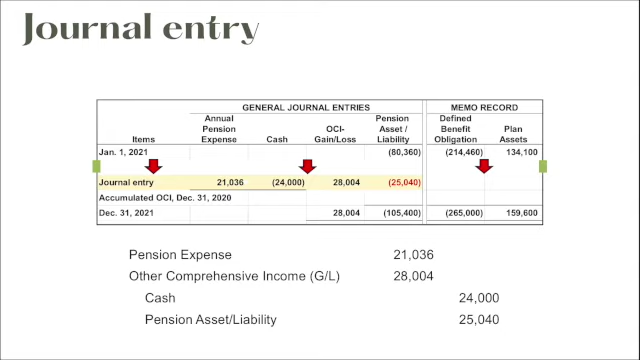 Journal entry
GENERAL JOURNAL ENTRIES MEMO RECORD
Annual Pension Defined
Pension OCI- Asset / Benefit Plan
Items Expense Cash Gain/Loss Liability Obligation Assets
Jan. 1, 2021 (80,360) (214,460) 134,100
Journal entry 21,036 (24,000) 28,004 (25,040)
Accumulated OCI, Dec. 31, 2020
Dec. 31, 2021 28,004 (105,400) (265,000) 159,600
Pension Expense 21,036
Other Comprehensive Income (G/L) 28,004
Cash 24,000
Pension Asset/Liability 25,040